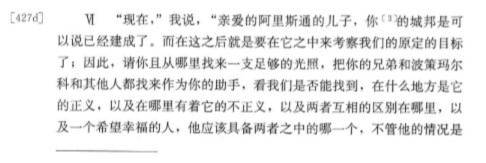 [427d] Ⅵ “现在，”我说，“亲爱的阿里斯通的儿子，你〔3〕的城邦是可
以说已经建成了。而在这之后就是要在它之中来考察我们的原定的目标
了；因此，请你且从哪里找来一支足够的光照，把你的兄弟和波策玛尔
科和其他人都找来作为你的助手，看我们是否能找到，在什么地方是它
的正义，以及在哪里有着它的不正义，以及两者互相的区别在哪里，以
及一个希望幸福的人，他应该具备两者之中的哪一个，不管他的情况是